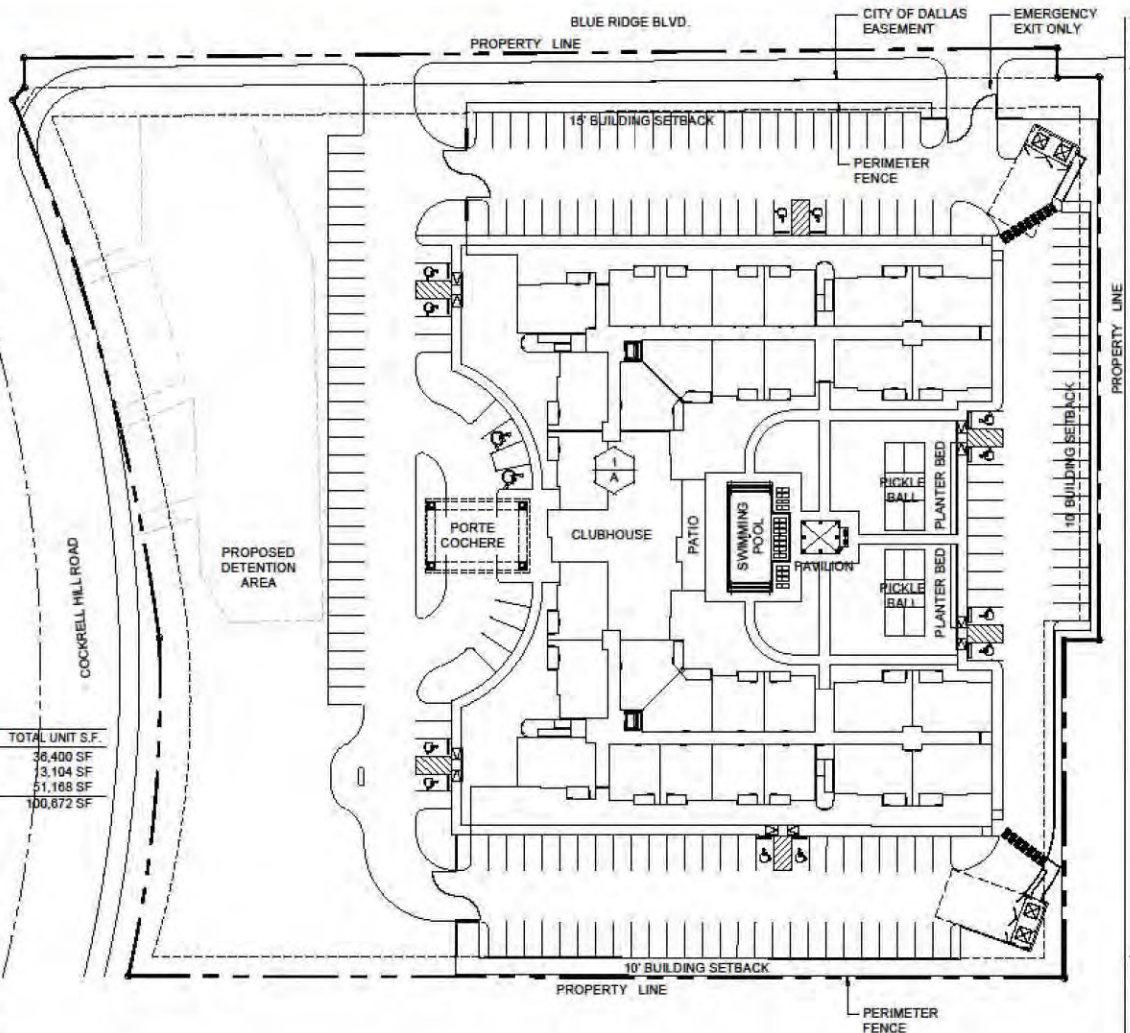 BLUE RIDGE BLVD.
CITY OF DALLAS
EASEMENT
EMERGENCY
EXIT ONLY
PROPERTY LINE
15' BUILDING SETBACK
PERIMETER
FENCE
PROPERTY LINE
10' BUILDING SETBACK
1
A
PICKLE
BALL
PLANTER BED
PORTE
COCHERE
CLUBHOUSE
PATIO
SWIMMING
POOL
PAVILION
PROPOSED
DETENTION
AREA
COCKRELL HILL ROAD
PICKLE
BALL
PLANTER BED
TOTAL UNIT S.F.
36,400 SF
13,104 SF
51,168 SF
100,672 SF
10' BUILDING SETBACK
PROPERTY LINE
PERIMETER
FENCE